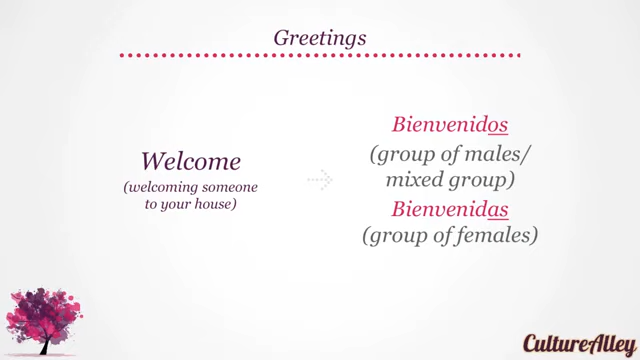 Greetings
Welcome
(welcoming someone
to your house)
Bienvenidos
(group of males/
mixed group)
Bienvenidas
(group of females)
CultureAlley